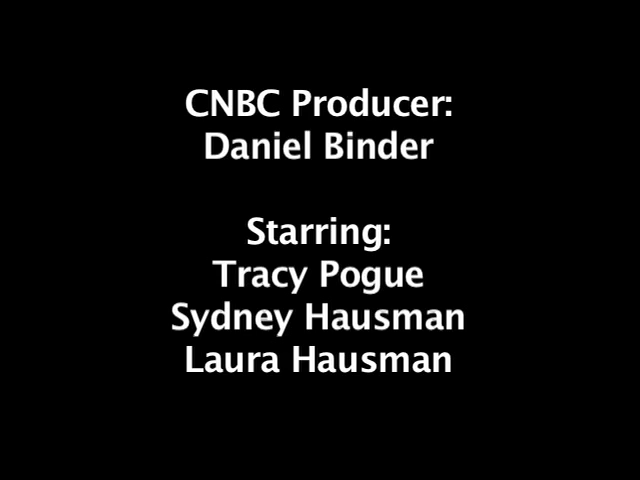 CNBC Producer:
Daniel Binder
Starring:
Tracy Pogue
Sydney Hausman
Laura Hausman